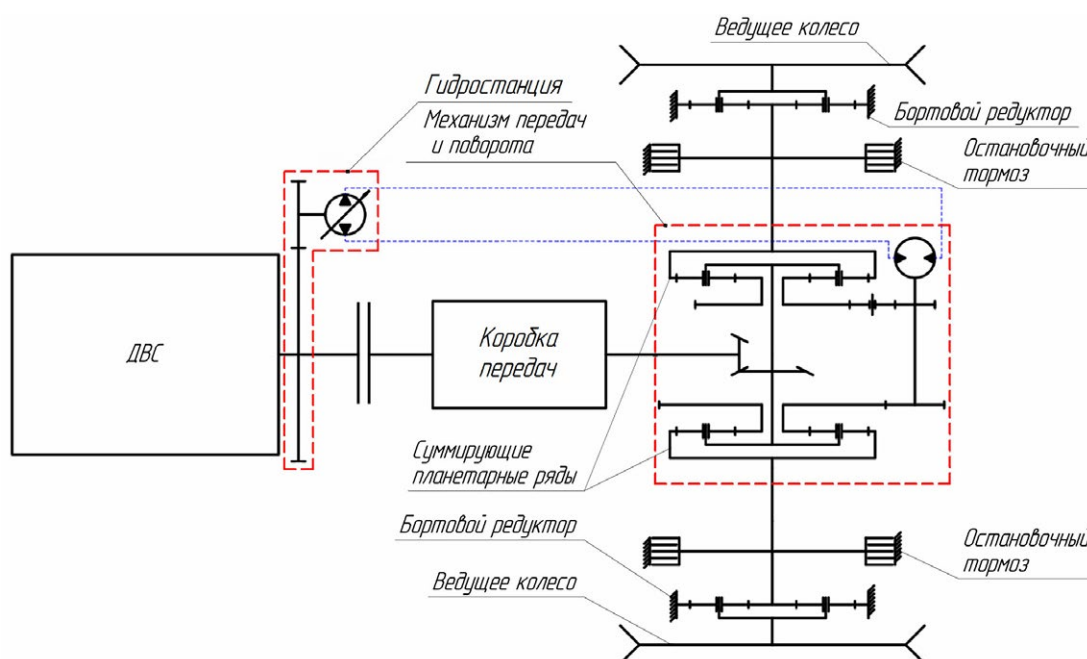 Ведущее колесо
Гидростанция
Механизм передач
и поворота
Бортовой редуктор
Остановочный
тормоз
ДВС
Коробка
передач
Суммирующие
планетарные ряды
Бортовой редуктор
Остановочный
тормоз
Ведущее колесо